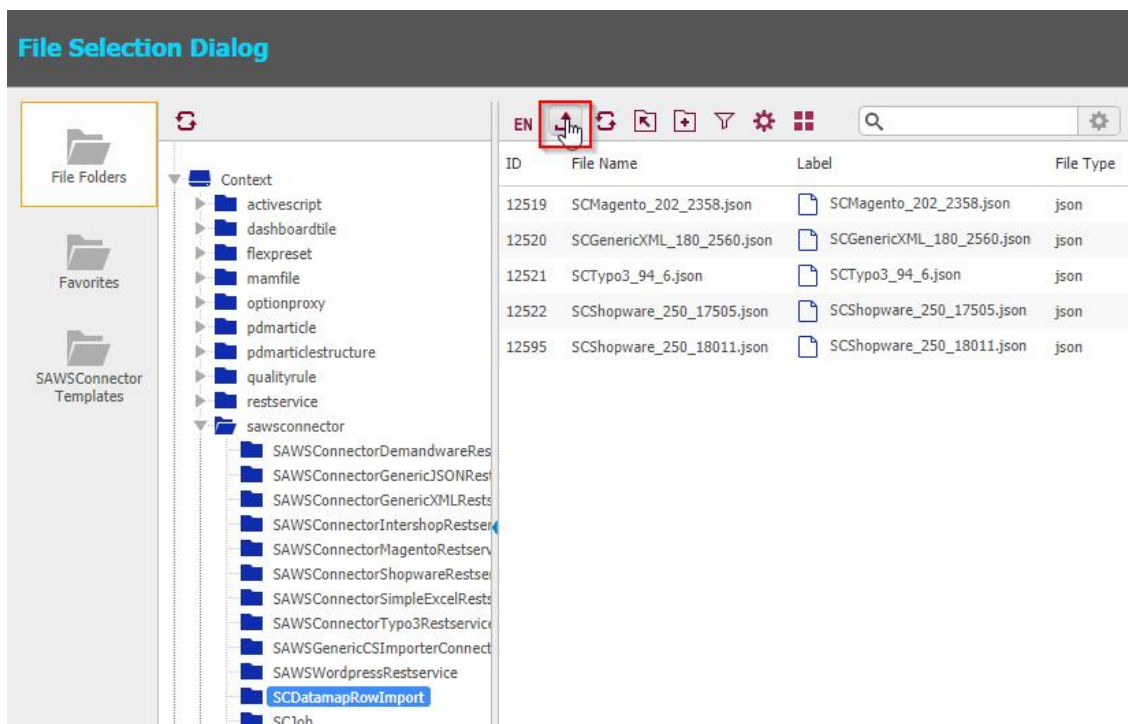 File Selection Dialog
File Folders
Favorites
SAWSConnector
Templates
Context
activescript
dashboardtile
flexpreset
mamfile
optionproxy
pdmarticle
pdmarticlestructure
qualityrule
restservice
sawsconnector
SAWSConnectorDemandwareRes
SAWSConnectorGenericJSONRest
SAWSConnectorGenericXMLRests
SAWSConnectorIntershopRestser
SAWSConnectorMagentoRestserv
SAWSConnectorShopwareRestser
SAWSConnectorSimpleExcelRests
SAWSConnectorTypo3Restservice
SAWSGenericCSImporterConnect
SAWSWordpressRestservice
SCDatamapRowImport
SCJob
EN
ID File Name Label File Type
12519 SCMagento_202_2358.json SCMagento_202_2358.json json
12520 SCGenericXML_180_2560.json SCGenericXML_180_2560.json json
12521 SCTypo3_94_6.json SCTypo3_94_6.json json
12522 SCShopware_250_17505.json SCShopware_250_17505.json json
12595 SCShopware_250_18011.json SCShopware_250_18011.json json